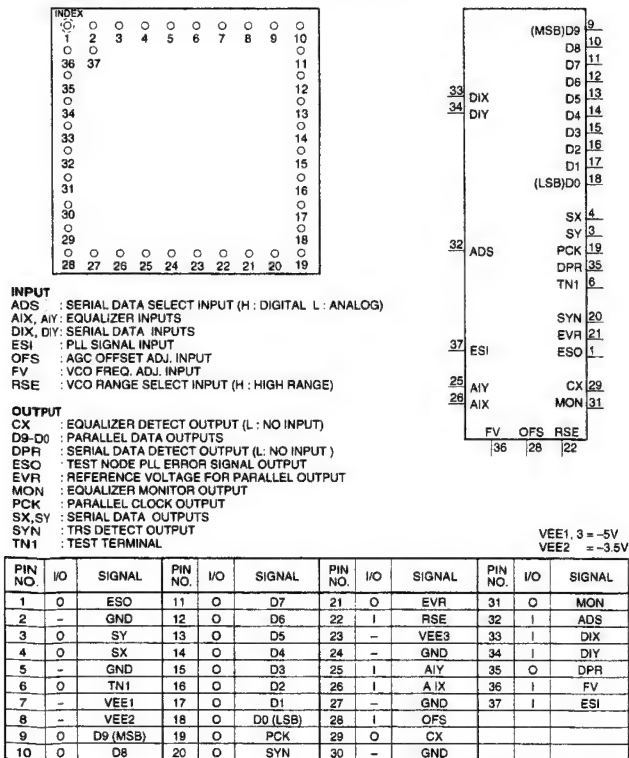 INDEX
1 2 3 4 5 6 7 8 9 10
36 37 11
35 12
34 13
33 14
32 15
31 16
30 17
29 18
28 27 26 25 24 23 22 21 20 19
(MSB)D9 9
D8 10
D7 11
D6 12
33 DIX D5 13
34 DIY D4 14
D3 15
D2 16
D1 17
(LSB)D0 18
SX 4
SY 3
32 ADS PCK 19
DPR 35
TN1 6
SYN 20
EVR 21
37 ESI ESO 1
25 AIY CX 29
26 AIX MON 31
FV OFS RSE
36 28 22
INPUT
ADS : SERIAL DATA SELECT INPUT (H : DIGITAL L : ANALOG)
AIX, AIY: EQUALIZER INPUTS
DIX, DIY: SERIAL DATA INPUTS
ESI : PLL SIGNAL INPUT
OFS : AGC OFFSET ADJ. INPUT
FV : VCO FREQ. ADJ. INPUT
RSE : VCO RANGE SELECT INPUT (H : HIGH RANGE)
OUTPUT
CX : EQUALIZER DETECT OUTPUT (L : NO INPUT)
D9-D0 : PARALLEL DATA OUTPUTS
DPR : SERIAL DATA DETECT OUTPUT (L: NO INPUT )
ESO : TEST NODE PLL ERROR SIGNAL OUTPUT
EVR : REFERENCE VOLTAGE FOR PARALLEL OUTPUT
MON : EQUALIZER MONITOR OUTPUT
PCK : PARALLEL CLOCK OUTPUT
SX,SY : SERIAL DATA OUTPUTS
SYN : TRS DETECT OUTPUT
TN1 : TEST TERMINAL
VEE1, 3 = –5V
VEE2 = –3.5V
PIN NO. I/O SIGNAL PIN NO. I/O SIGNAL PIN NO. I/O SIGNAL PIN NO. I/O SIGNAL
1 O ESO 11 O D7 21 O EVR 31 O MON
2 – GND 12 O D6 22 I RSE 32 I ADS
3 O SY 13 O D5 23 – VEE3 33 I DIX
4 O SX 14 O D4 24 – GND 34 I DIY
5 – GND 15 O D3 25 I AIY 35 O DPR
6 O TN1 16 O D2 26 I A IX 36 I FV
7 – VEE1 17 O D1 27 – GND 37 I ESI
8 – VEE2 18 O D0 (LSB) 28 I OFS
9 O D9 (MSB) 19 O PCK 29 O CX
10 O D8 20 O SYN 30 – GND